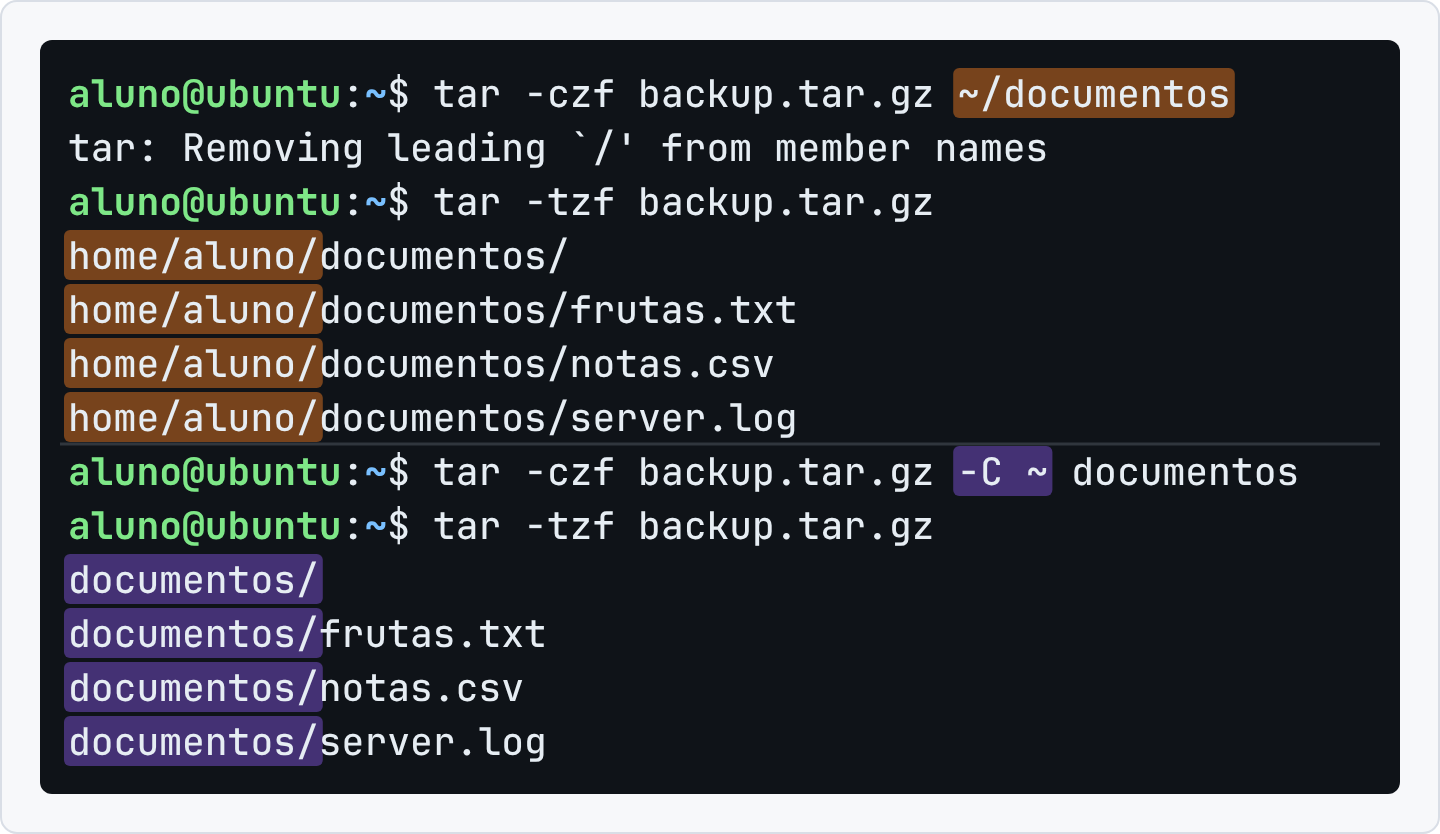 aluno@ubuntu:~$ tar -czf backup.tar.gz ~/documentos
tar: Removing leading `/' from member names
aluno@ubuntu:~$ tar -tzf backup.tar.gz
home/aluno/documentos/
home/aluno/documentos/frutas.txt
home/aluno/documentos/notas.csv
home/aluno/documentos/server.log
aluno@ubuntu:~$ tar -czf backup.tar.gz -C ~ documentos
aluno@ubuntu:~$ tar -tzf backup.tar.gz
documentos/
documentos/frutas.txt
documentos/notas.csv
documentos/server.log